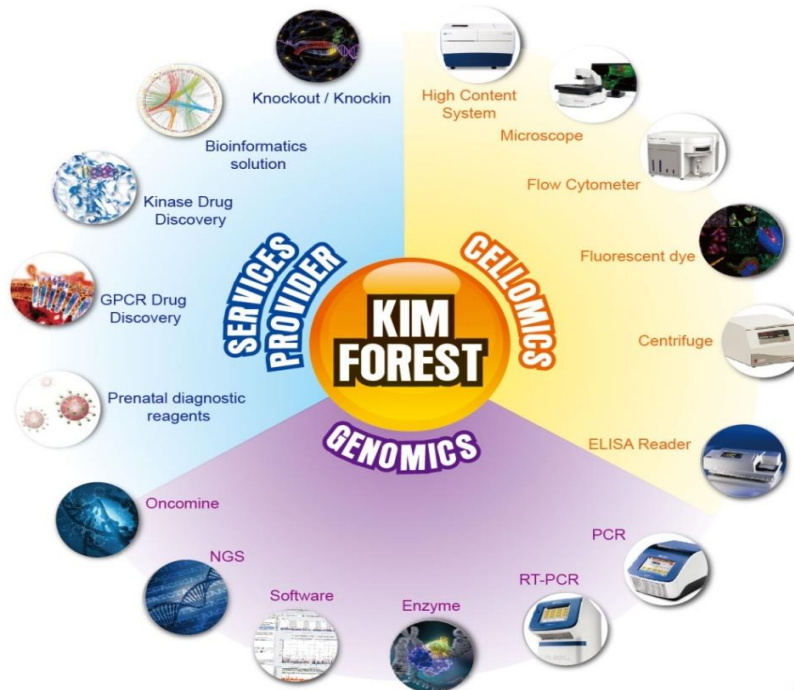 Knockout / Knockin
Bioinformatics
solution
Kinase Drug
Discovery
GPCR Drug
Discovery
Prenatal diagnostic
reagents
SERVICES
PROVIDER
High Content
System
Microscope
Flow Cytometer
Fluorescent dye
Centrifuge
ELISA Reader
CELLOMICS
KIM
FOREST
GENOMICS
Oncomine
NGS
Software
Enzyme
RT-PCR
PCR